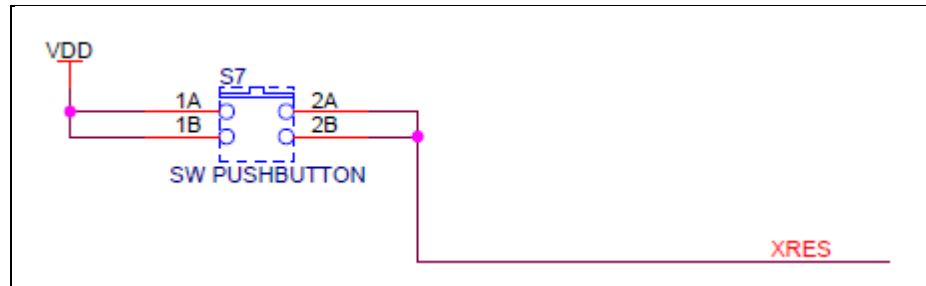 VDD
S7
1A 2A
1B 2B
SW PUSHBUTTON
XRES